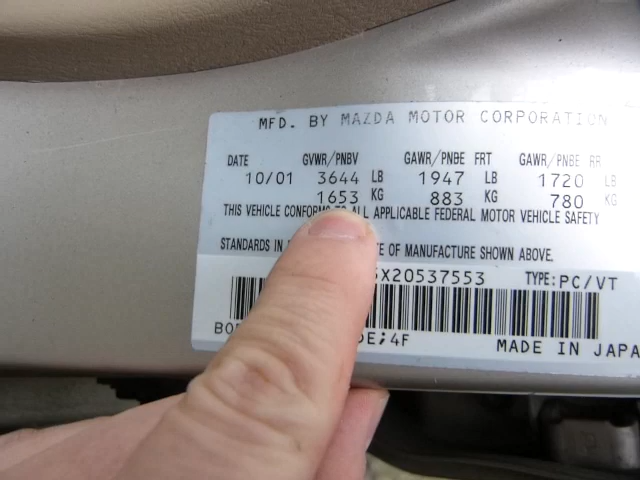 MFD. BY MAZDA MOTOR CORPORATION
DATE GVWR/PNBV GAWR/PNBE FRT GAWR/PNBE RR
10/01 3644 LB 1947 LB 1720 LB
1653 KG 883 KG 780 KG
THIS VEHICLE CONFORMS TO ALL APPLICABLE FEDERAL MOTOR VEHICLE SAFETY
STANDARDS IN OF MANUFACTURE SHOWN ABOVE.
X20537553 TYPE:PC/VT
;4F
MADE IN JAPA